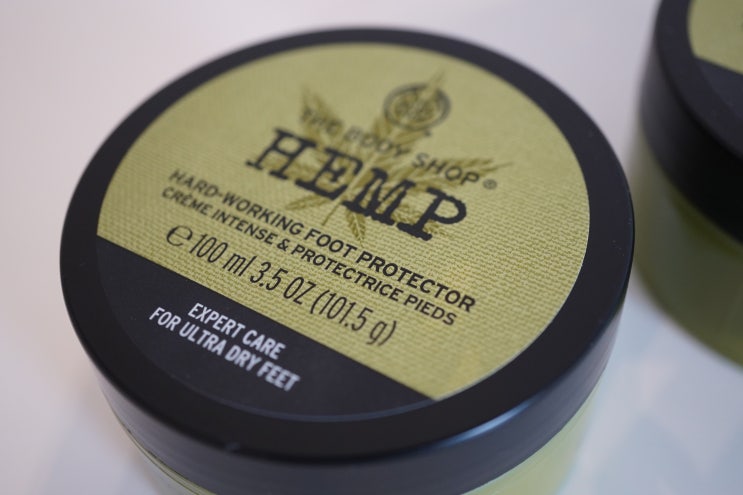 THE BODY SHOP®
HEMP
HARD-WORKING FOOT PROTECTOR
CRÈME INTENSE & PROTECTRICE PIEDS
℮ 100 ml 3.5 OZ (101.5 g)
EXPERT CARE
FOR ULTRA DRY FEET